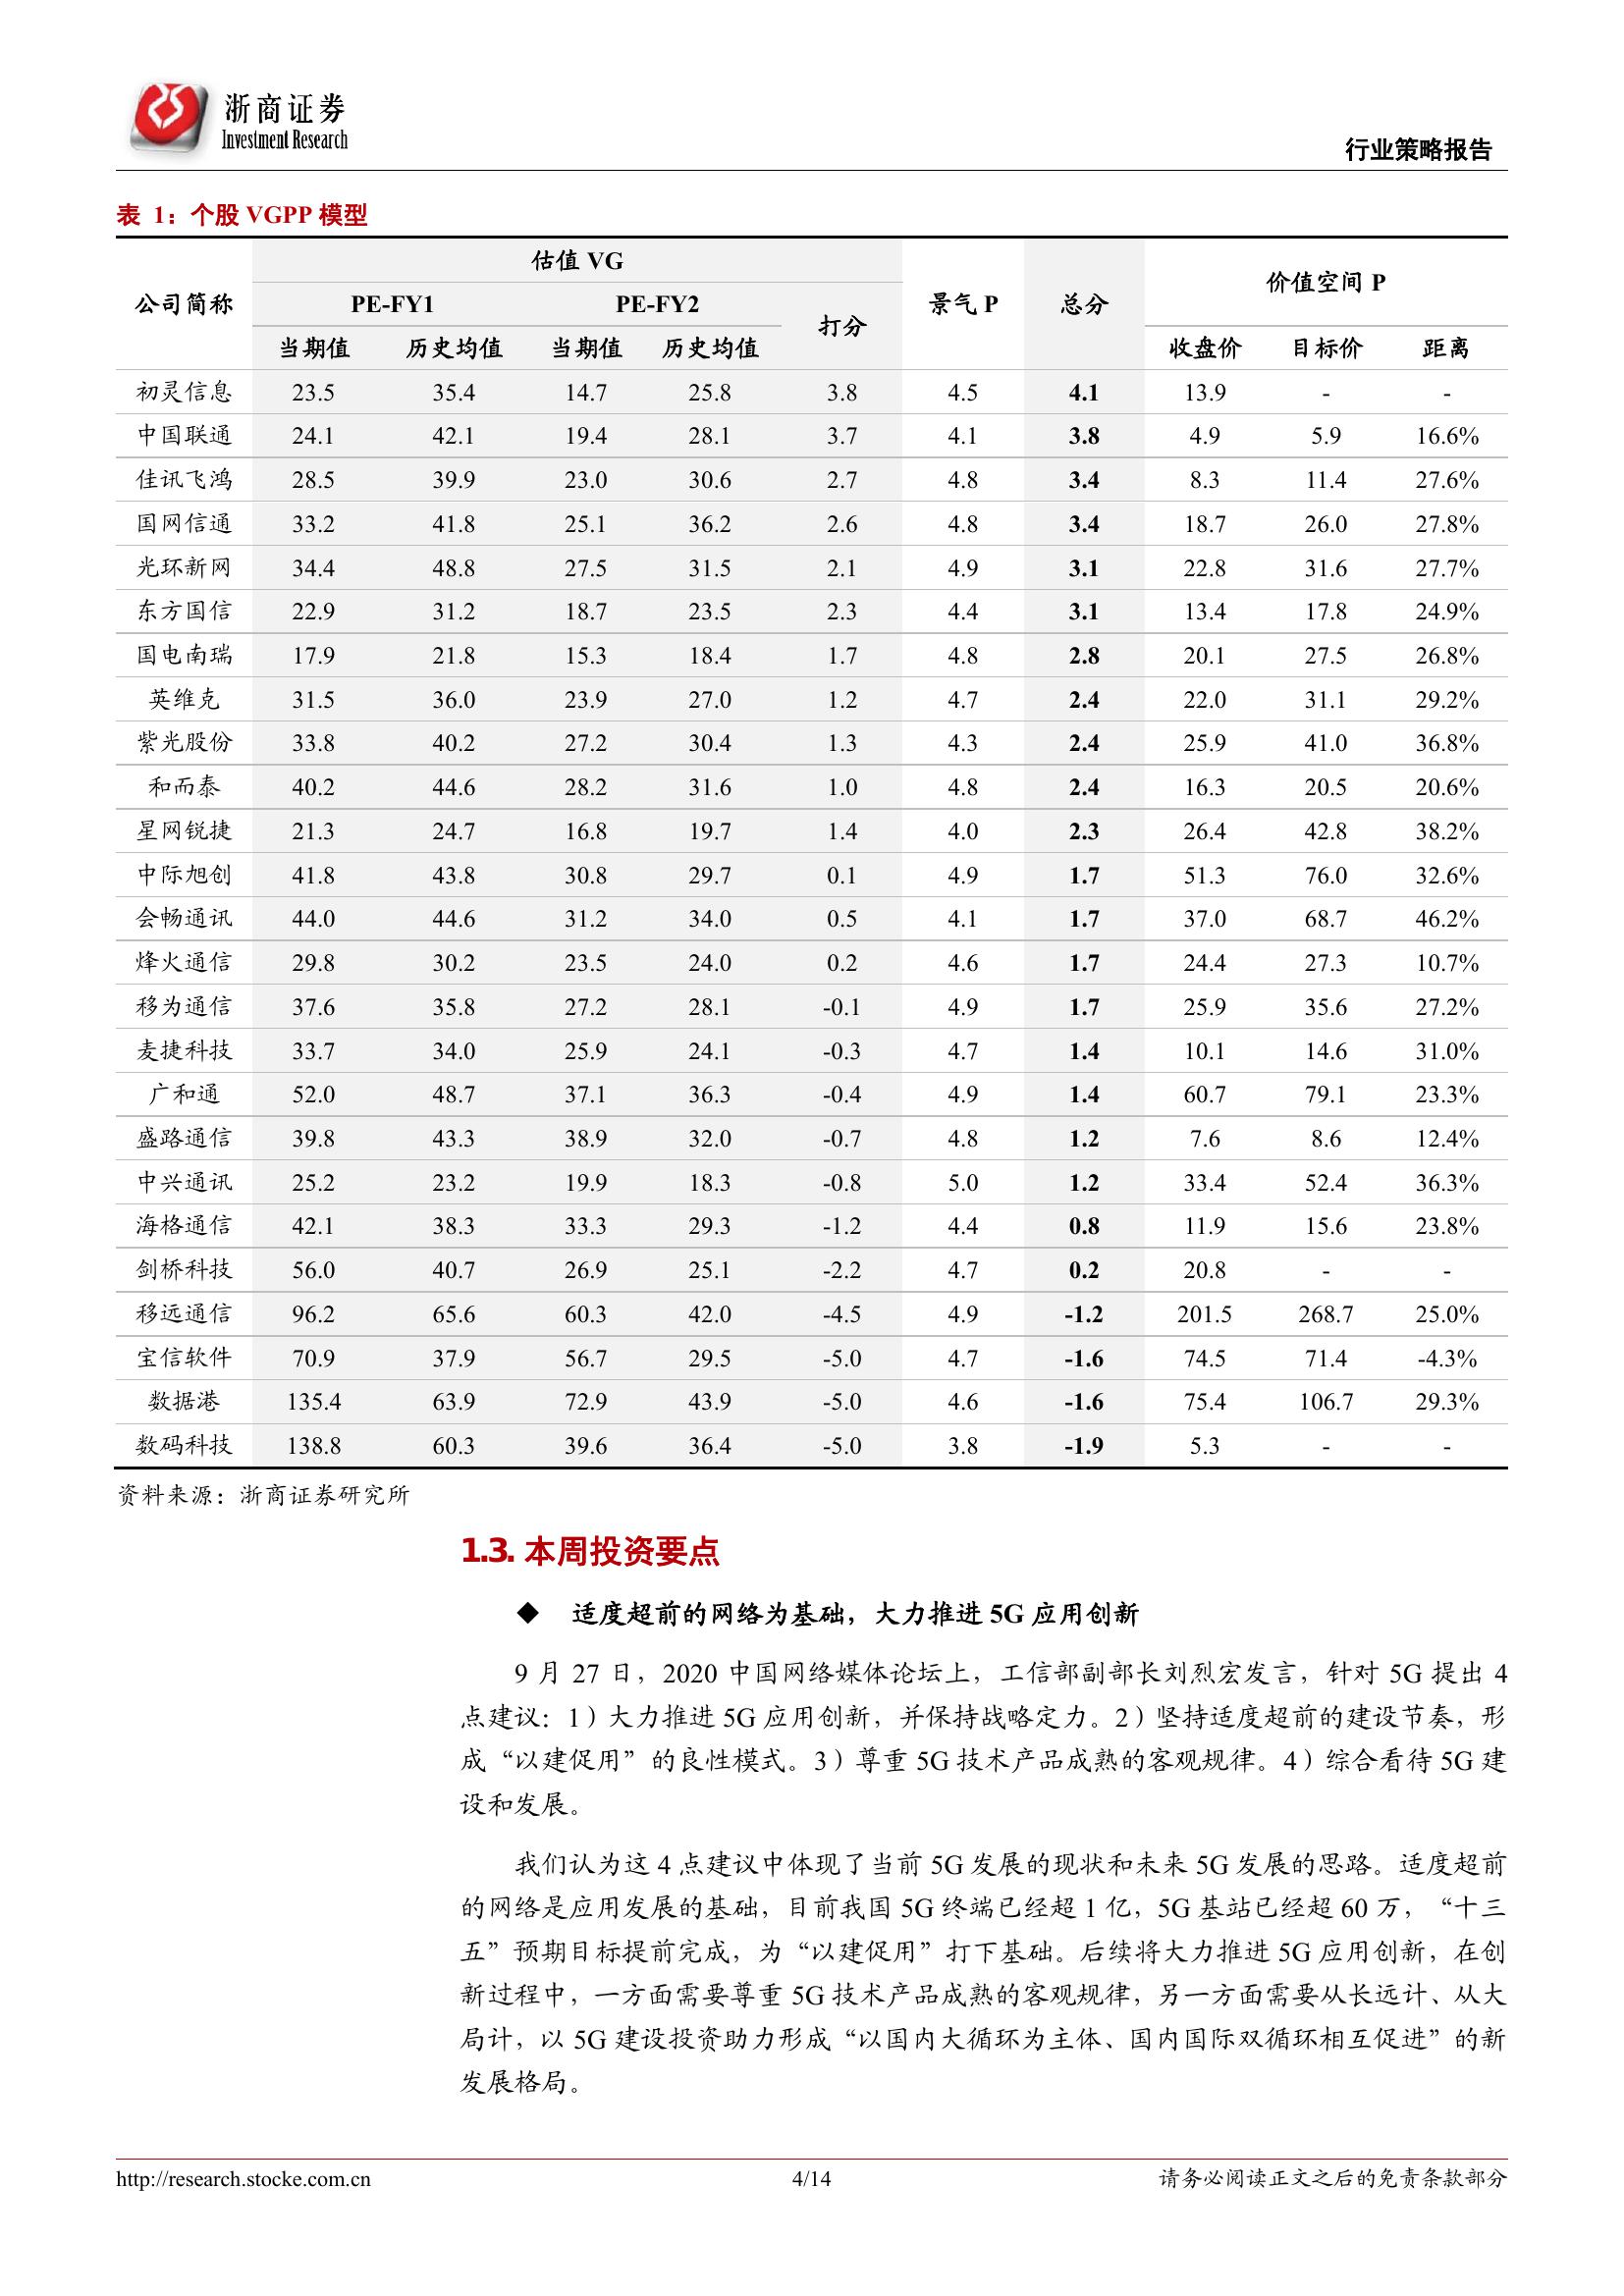 浙商证券
Investment Research
行业策略报告
表 1：个股 VGPP 模型
估值 VG
公司简称 PE-FY1 PE-FY2 打分 景气 P 总分 价值空间 P
当期值 历史均值 当期值 历史均值 收盘价 目标价 距离
初灵信息 23.5 35.4 14.7 25.8 3.8 4.5 4.1 13.9 - -
中国联通 24.1 42.1 19.4 28.1 3.7 4.1 3.8 4.9 5.9 16.6%
佳讯飞鸿 28.5 39.9 23.0 30.6 2.7 4.8 3.4 8.3 11.4 27.6%
国网信通 33.2 41.8 25.1 36.2 2.6 4.8 3.4 18.7 26.0 27.8%
光环新网 34.4 48.8 27.5 31.5 2.1 4.9 3.1 22.8 31.6 27.7%
东方国信 22.9 31.2 18.7 23.5 2.3 4.4 3.1 13.4 17.8 24.9%
国电南瑞 17.9 21.8 15.3 18.4 1.7 4.8 2.8 20.1 27.5 26.8%
英维克 31.5 36.0 23.9 27.0 1.2 4.7 2.4 22.0 31.1 29.2%
紫光股份 33.8 40.2 27.2 30.4 1.3 4.3 2.4 25.9 41.0 36.8%
和而泰 40.2 44.6 28.2 31.6 1.0 4.8 2.4 16.3 20.5 20.6%
星网锐捷 21.3 24.7 16.8 19.7 1.4 4.0 2.3 26.4 42.8 38.2%
中际旭创 41.8 43.8 30.8 29.7 0.1 4.9 1.7 51.3 76.0 32.6%
会畅通讯 44.0 44.6 31.2 34.0 0.5 4.1 1.7 37.0 68.7 46.2%
烽火通信 29.8 30.2 23.5 24.0 0.2 4.6 1.7 24.4 27.3 10.7%
移为通信 37.6 35.8 27.2 28.1 -0.1 4.9 1.7 25.9 35.6 27.2%
麦捷科技 33.7 34.0 25.9 24.1 -0.3 4.7 1.4 10.1 14.6 31.0%
广和通 52.0 48.7 37.1 36.3 -0.4 4.9 1.4 60.7 79.1 23.3%
盛路通信 39.8 43.3 38.9 32.0 -0.7 4.8 1.2 7.6 8.6 12.4%
中兴通讯 25.2 23.2 19.9 18.3 -0.8 5.0 1.2 33.4 52.4 36.3%
海格通信 42.1 38.3 33.3 29.3 -1.2 4.4 0.8 11.9 15.6 23.8%
剑桥科技 56.0 40.7 26.9 25.1 -2.2 4.7 0.2 20.8 - -
移远通信 96.2 65.6 60.3 42.0 -4.5 4.9 -1.2 201.5 268.7 25.0%
宝信软件 70.9 37.9 56.7 29.5 -5.0 4.7 -1.6 74.5 71.4 -4.3%
数据港 135.4 63.9 72.9 43.9 -5.0 4.6 -1.6 75.4 106.7 29.3%
数码科技 138.8 60.3 39.6 36.4 -5.0 3.8 -1.9 5.3 - -
资料来源：浙商证券研究所
1.3. 本周投资要点
◆ 适度超前的网络为基础，大力推进 5G 应用创新
9 月 27 日，2020 中国网络媒体论坛上，工信部副部长刘烈宏发言，针对 5G 提出 4
点建议：1）大力推进 5G 应用创新，并保持战略定力。2）坚持适度超前的建设节奏，形
成“以建促用”的良性模式。3）尊重 5G 技术产品成熟的客观规律。4）综合看待 5G 建
设和发展。
我们认为这 4 点建议中体现了当前 5G 发展的现状和未来 5G 发展的思路。适度超前
的网络是应用发展的基础，目前我国 5G 终端已经超 1 亿，5G 基站已经超 60 万，“十三
五”预期目标提前完成，为“以建促用”打下基础。后续将大力推进 5G 应用创新，在创
新过程中，一方面需要尊重 5G 技术产品成熟的客观规律，另一方面需要从长远计、从大
局计，以 5G 建设投资助力形成“以国内大循环为主体、国内国际双循环相互促进”的新
发展格局。
http://research.stocke.com.cn 4/14 请务必阅读正文之后的免责条款部分